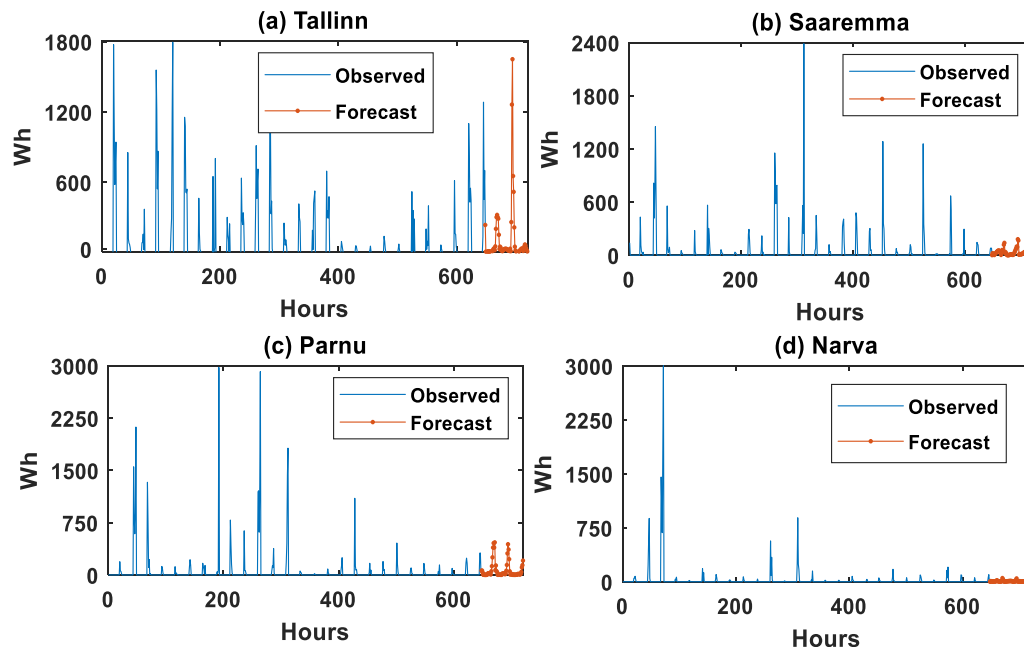 (a) Tallinn
1800
1200
600
0
Wh
0 200 400 600
Hours
Observed
Forecast
(b) Saaremma
2400
1800
1200
600
0
Wh
0 200 400 600
Hours
Observed
Forecast
(c) Parnu
3000
2250
1500
750
0
Wh
0 200 400 600
Hours
Observed
Forecast
(d) Narva
3000
2250
1500
750
0
Wh
0 200 400 600
Hours
Observed
Forecast